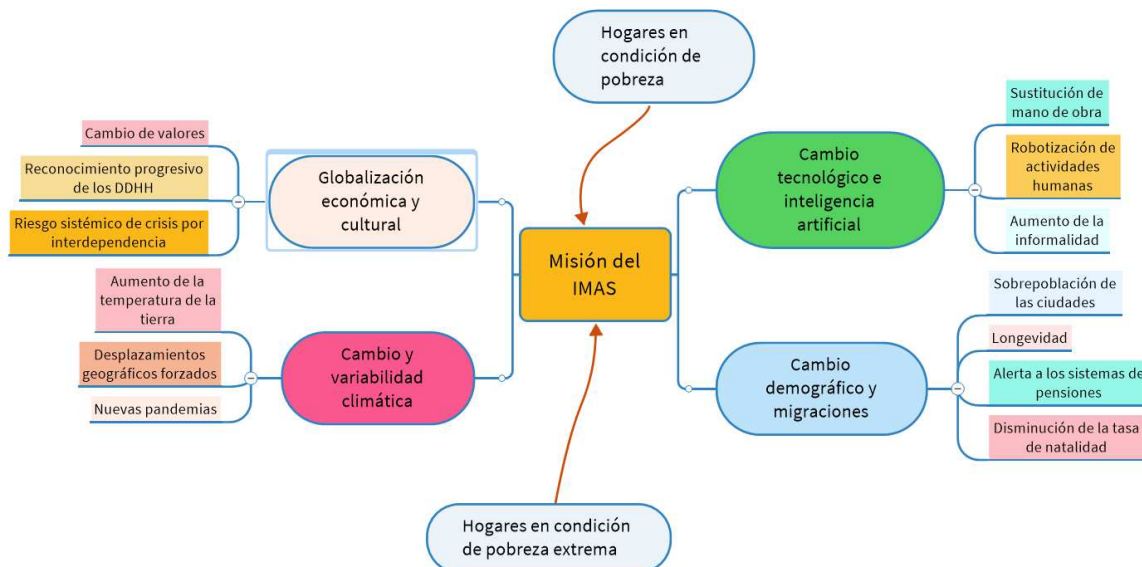 Hogares en
condición de
pobreza
Cambio de valores
Reconocimiento progresivo
de los DDHH
Riesgo sistémico de crisis por
interdependencia
Globalización
económica y
cultural
Aumento de la
temperatura de la
tierra
Desplazamientos
geográficos forzados
Nuevas pandemias
Cambio y
variabilidad
climática
Misión del
IMAS
Cambio
tecnológico e
inteligencia
artificial
Sustitución de
mano de obra
Robotización de
actividades
humanas
Aumento de la
informalidad
Cambio
demográfico y
migraciones
Sobrepoblación de
las ciudades
Longevidad
Alerta a los sistemas de
pensiones
Disminución de la tasa
de natalidad
Hogares en condición
de pobreza extrema